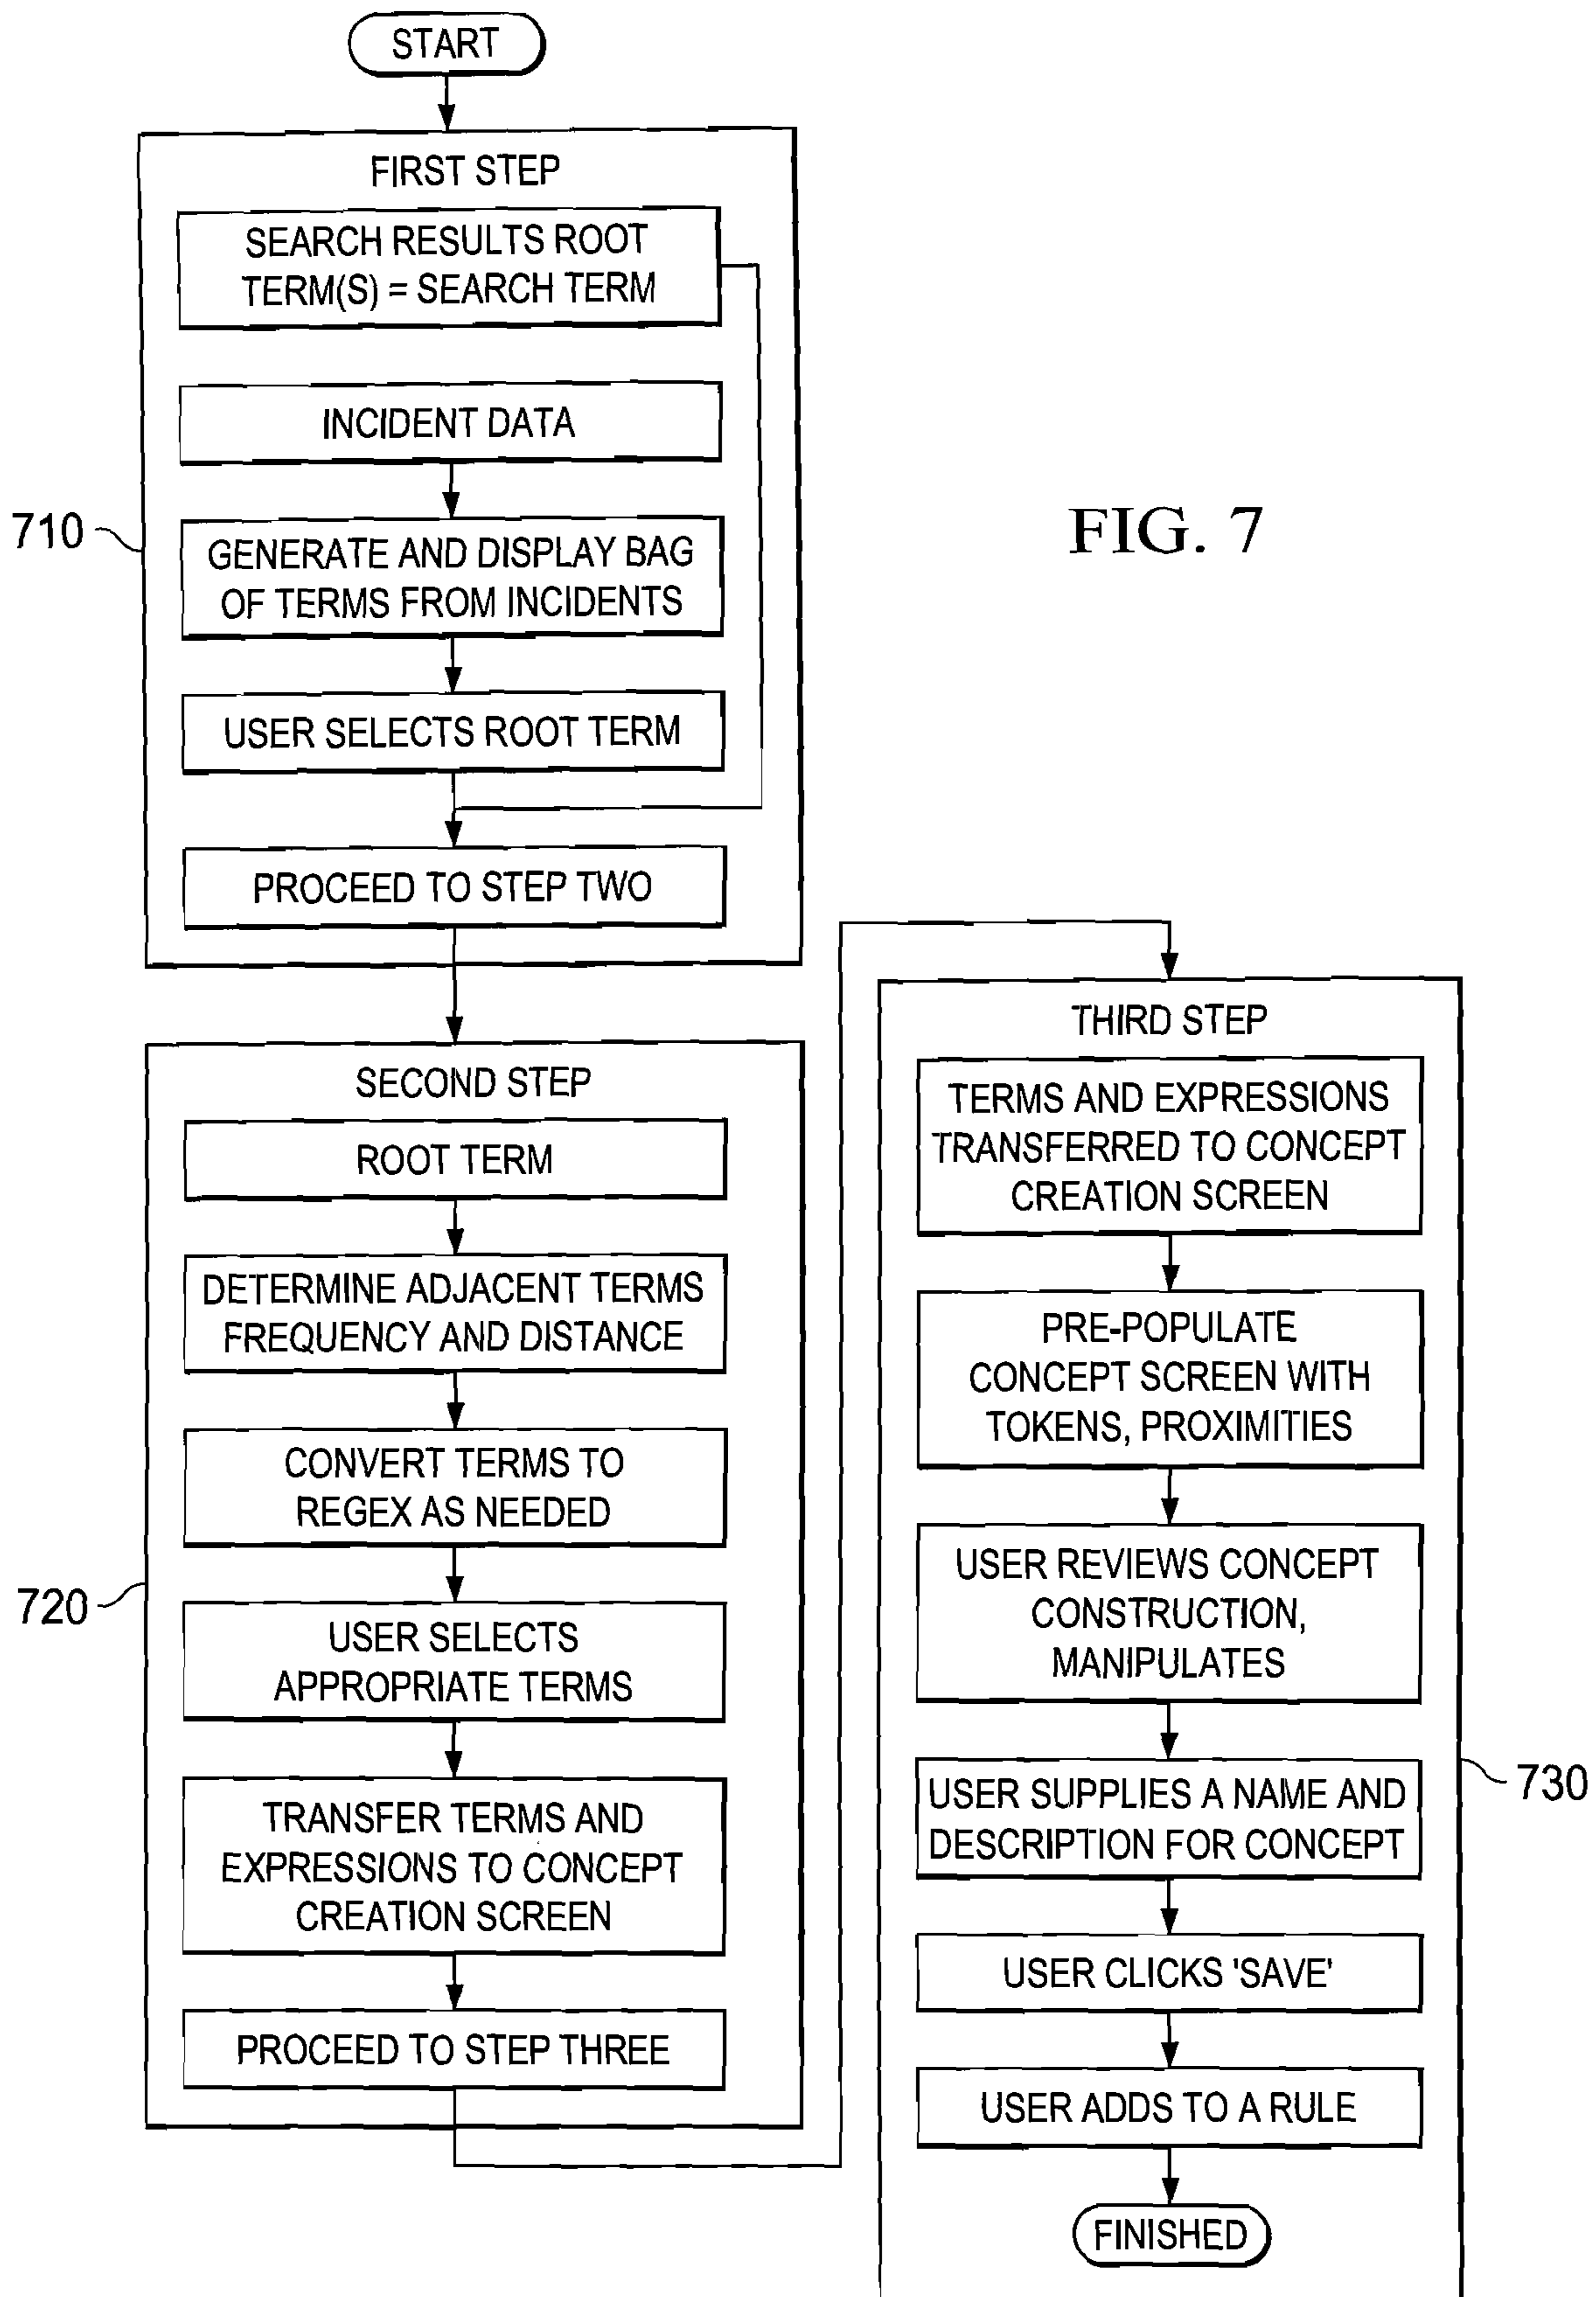 START
FIRST STEP
SEARCH RESULTS ROOT
TERM(S) = SEARCH TERM
INCIDENT DATA
710
GENERATE AND DISPLAY BAG
OF TERMS FROM INCIDENTS
USER SELECTS ROOT TERM
PROCEED TO STEP TWO
FIG. 7
SECOND STEP
ROOT TERM
DETERMINE ADJACENT TERMS
FREQUENCY AND DISTANCE
CONVERT TERMS TO
REGEX AS NEEDED
720
USER SELECTS
APPROPRIATE TERMS
TRANSFER TERMS AND
EXPRESSIONS TO CONCEPT
CREATION SCREEN
PROCEED TO STEP THREE
THIRD STEP
TERMS AND EXPRESSIONS
TRANSFERRED TO CONCEPT
CREATION SCREEN
PRE-POPULATE
CONCEPT SCREEN WITH
TOKENS, PROXIMITIES
USER REVIEWS CONCEPT
CONSTRUCTION,
MANIPULATES
USER SUPPLIES A NAME AND
DESCRIPTION FOR CONCEPT
730
USER CLICKS 'SAVE'
USER ADDS TO A RULE
FINISHED